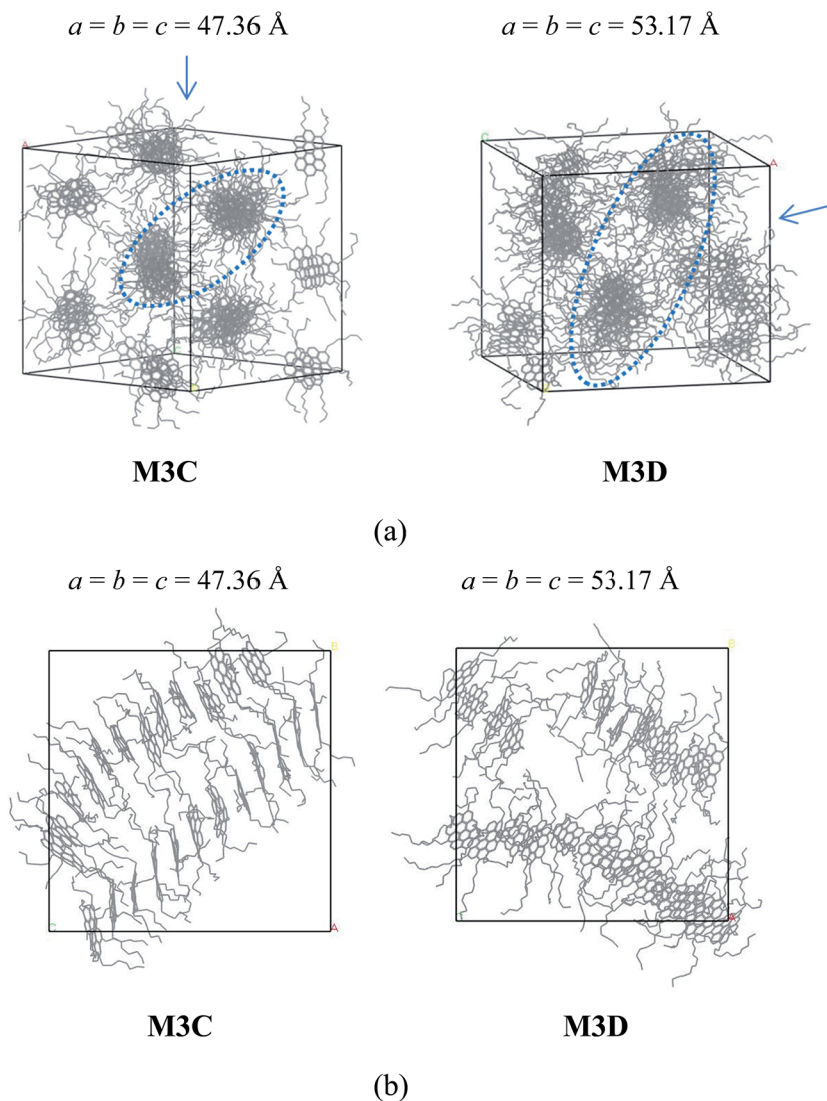 a = b = c = 47.36 Å
a = b = c = 53.17 Å
A
C
B
C
A
M3C
M3D
(a)
a = b = c = 47.36 Å
a = b = c = 53.17 Å
B
C
A
B
A
M3C
M3D
(b)